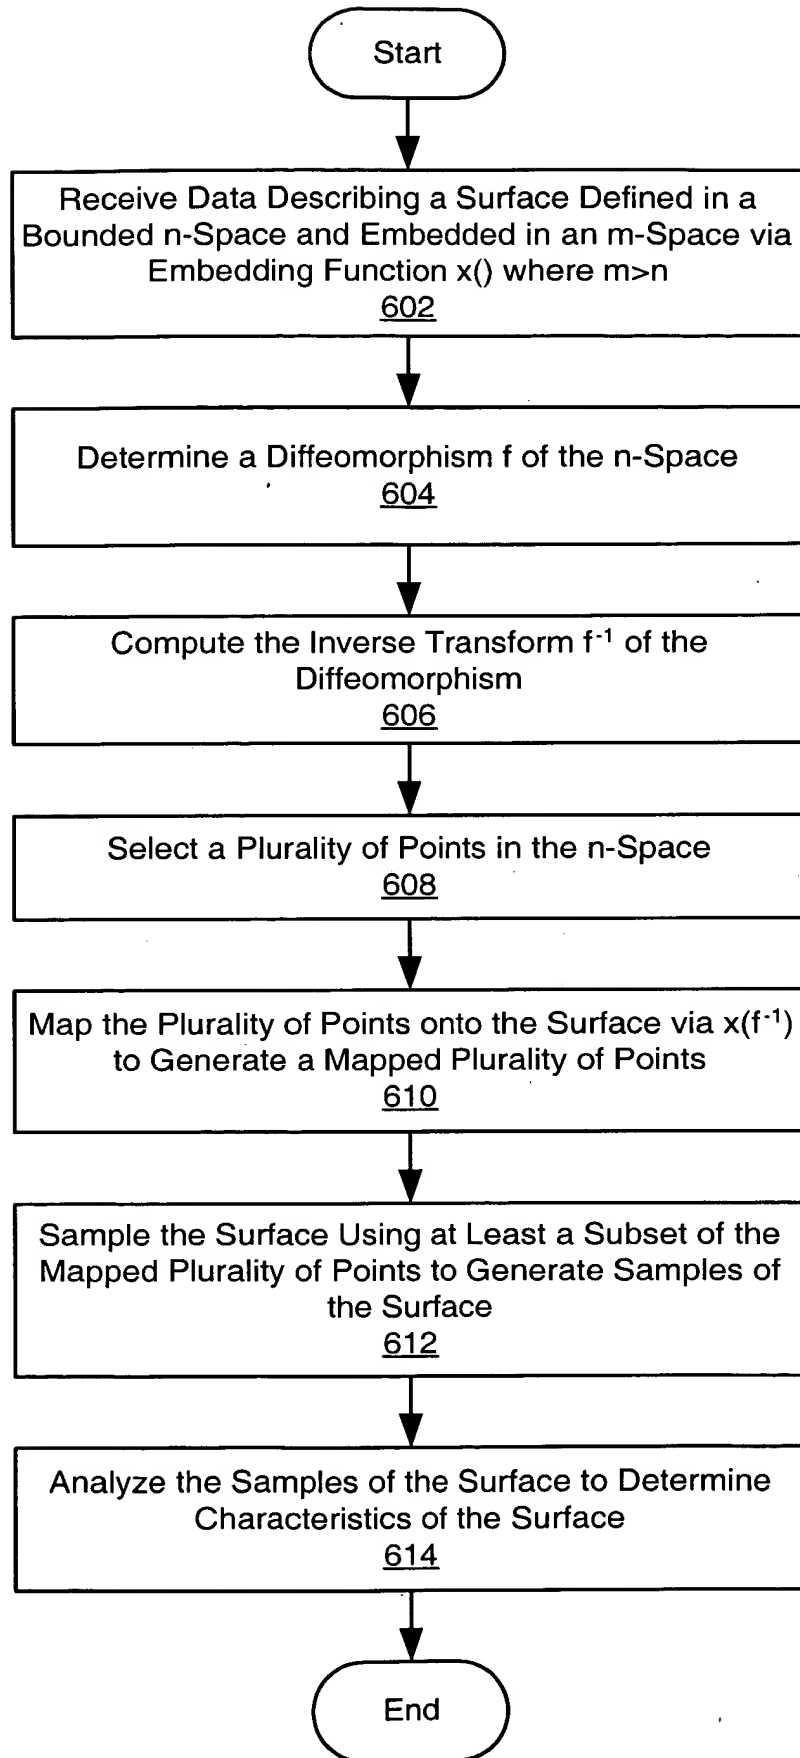 Start
Receive Data Describing a Surface Defined in a
Bounded n-Space and Embedded in an m-Space via
Embedding Function x() where m>n
602
Determine a Diffeomorphism f of the n-Space
604
Compute the Inverse Transform f⁻¹ of the
Diffeomorphism
606
Select a Plurality of Points in the n-Space
608
Map the Plurality of Points onto the Surface via x(f⁻¹)
to Generate a Mapped Plurality of Points
610
Sample the Surface Using at Least a Subset of the
Mapped Plurality of Points to Generate Samples of
the Surface
612
Analyze the Samples of the Surface to Determine
Characteristics of the Surface
614
End